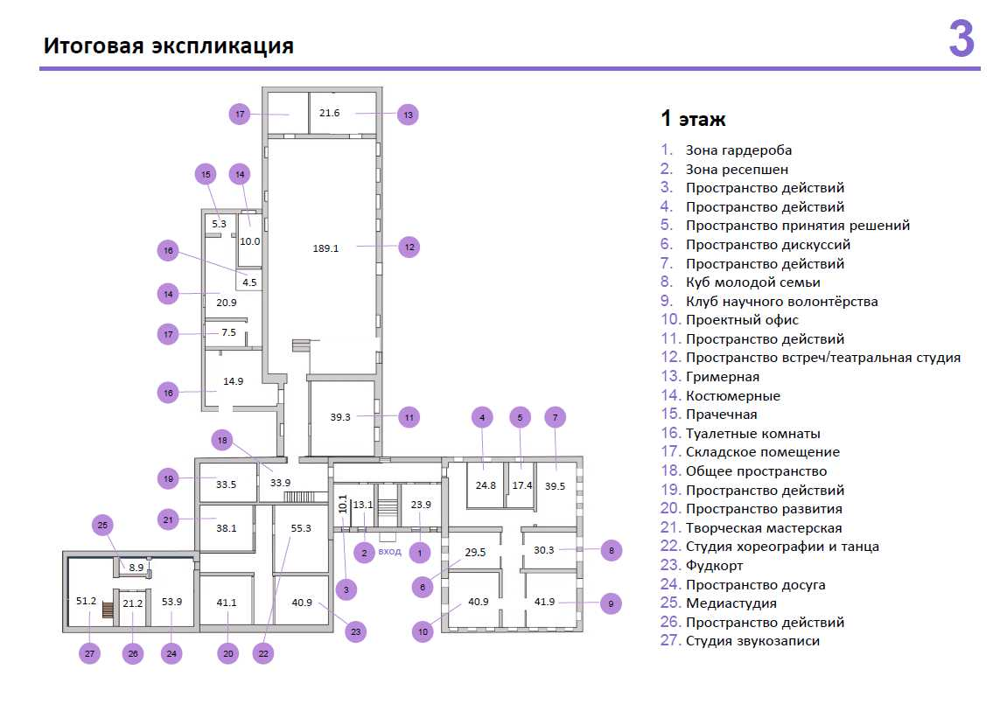 Итоговая экспликация
3
1 этаж
1. Зона гардероба
2. Зона ресепшен
3. Пространство действий
4. Пространство действий
5. Пространство принятия решений
6. Пространство дискуссий
7. Пространство действий
8. Куб молодой семьи
9. Клуб научного волонтёрства
10. Проектный офис
11. Пространство действий
12. Пространство встреч/театральная студия
13. Гримерная
14. Костюмерные
15. Прачечная
16. Туалетные комнаты
17. Складское помещение
18. Общее пространство
19. Пространство действий
20. Пространство развития
21. Творческая мастерская
22. Студия хореографии и танца
23. Фудкорт
24. Пространство досуга
25. Медиастудия
26. Пространство действий
27. Студия звукозаписи
17
21.6
13
15
14
5.3
10.0
16
189.1
12
4.5
14
20.9
17
7.5
16
14.9
39.3
11
18
4
5
7
19
33.5
33.9
24.8
17.4
39.5
21
38.1
55.3
10.1
13.1
23.9
25
2
ВХОД
1
29.5
30.3
8
8.9
3
6
51.2
21.2
53.9
41.1
40.9
40.9
41.9
9
23
10
27
26
24
20
22